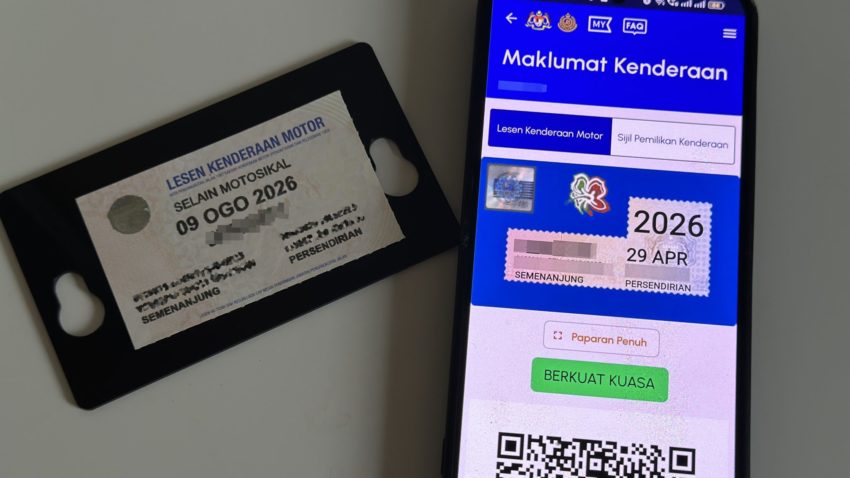 LESEN KENDERAAN MOTOR
SELAIN MOTOSIKAL
09 OGO 2026
PERSENDIRIAN
SEMENANJUNG
MY
FAQ
Maklumat Kenderaan
Lesen Kenderaan Motor
Sijil Pemilikan Kenderaan
2026
29 APR
SEMENANJUNG
PERSENDIRIAN
Paparan Penuh
BERKUAT KUASA